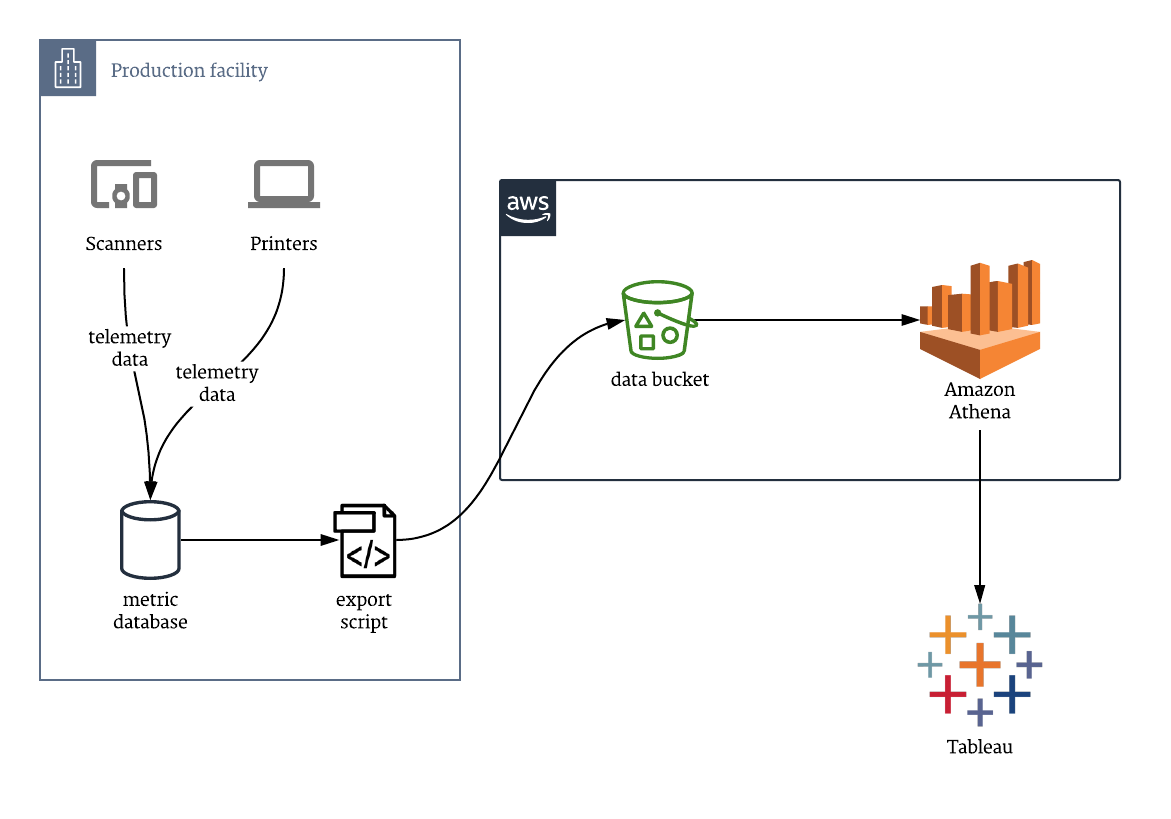 Production facility
Scanners
Printers
telemetry
data
telemetry
data
metric
database
export
script
</>
aws
data bucket
Amazon
Athena
Tableau